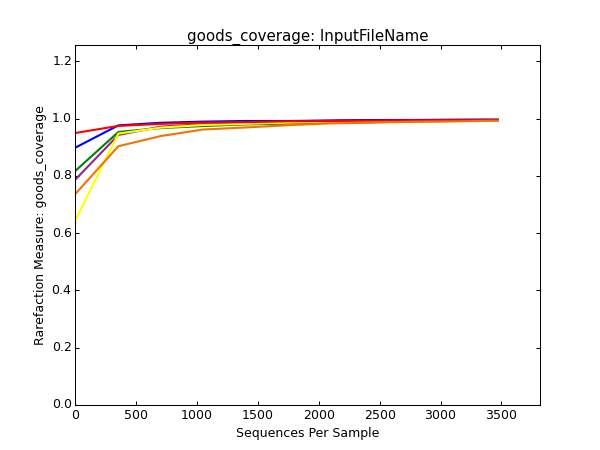 goods_coverage: InputFileName
1.2
1.0
0.8
0.6
0.4
0.2
0.0
Rarefaction Measure: goods_coverage
0 500 1000 1500 2000 2500 3000 3500
Sequences Per Sample